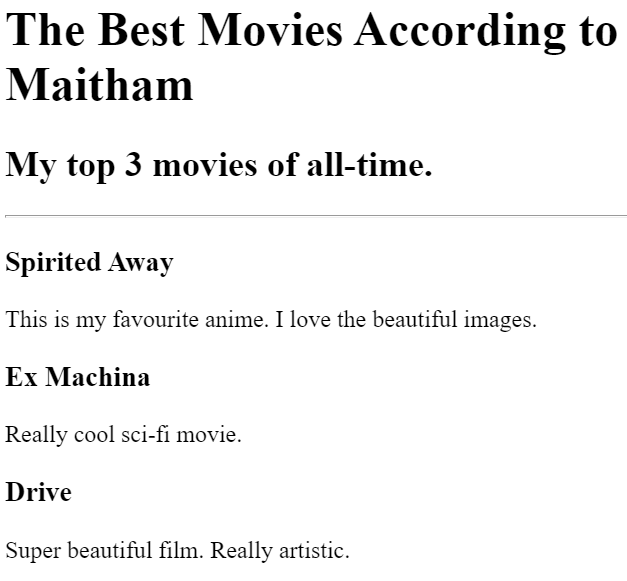 The Best Movies According to
Maitham
My top 3 movies of all-time.
Spirited Away
This is my favourite anime. I love the beautiful images.
Ex Machina
Really cool sci-fi movie.
Drive
Super beautiful film. Really artistic.